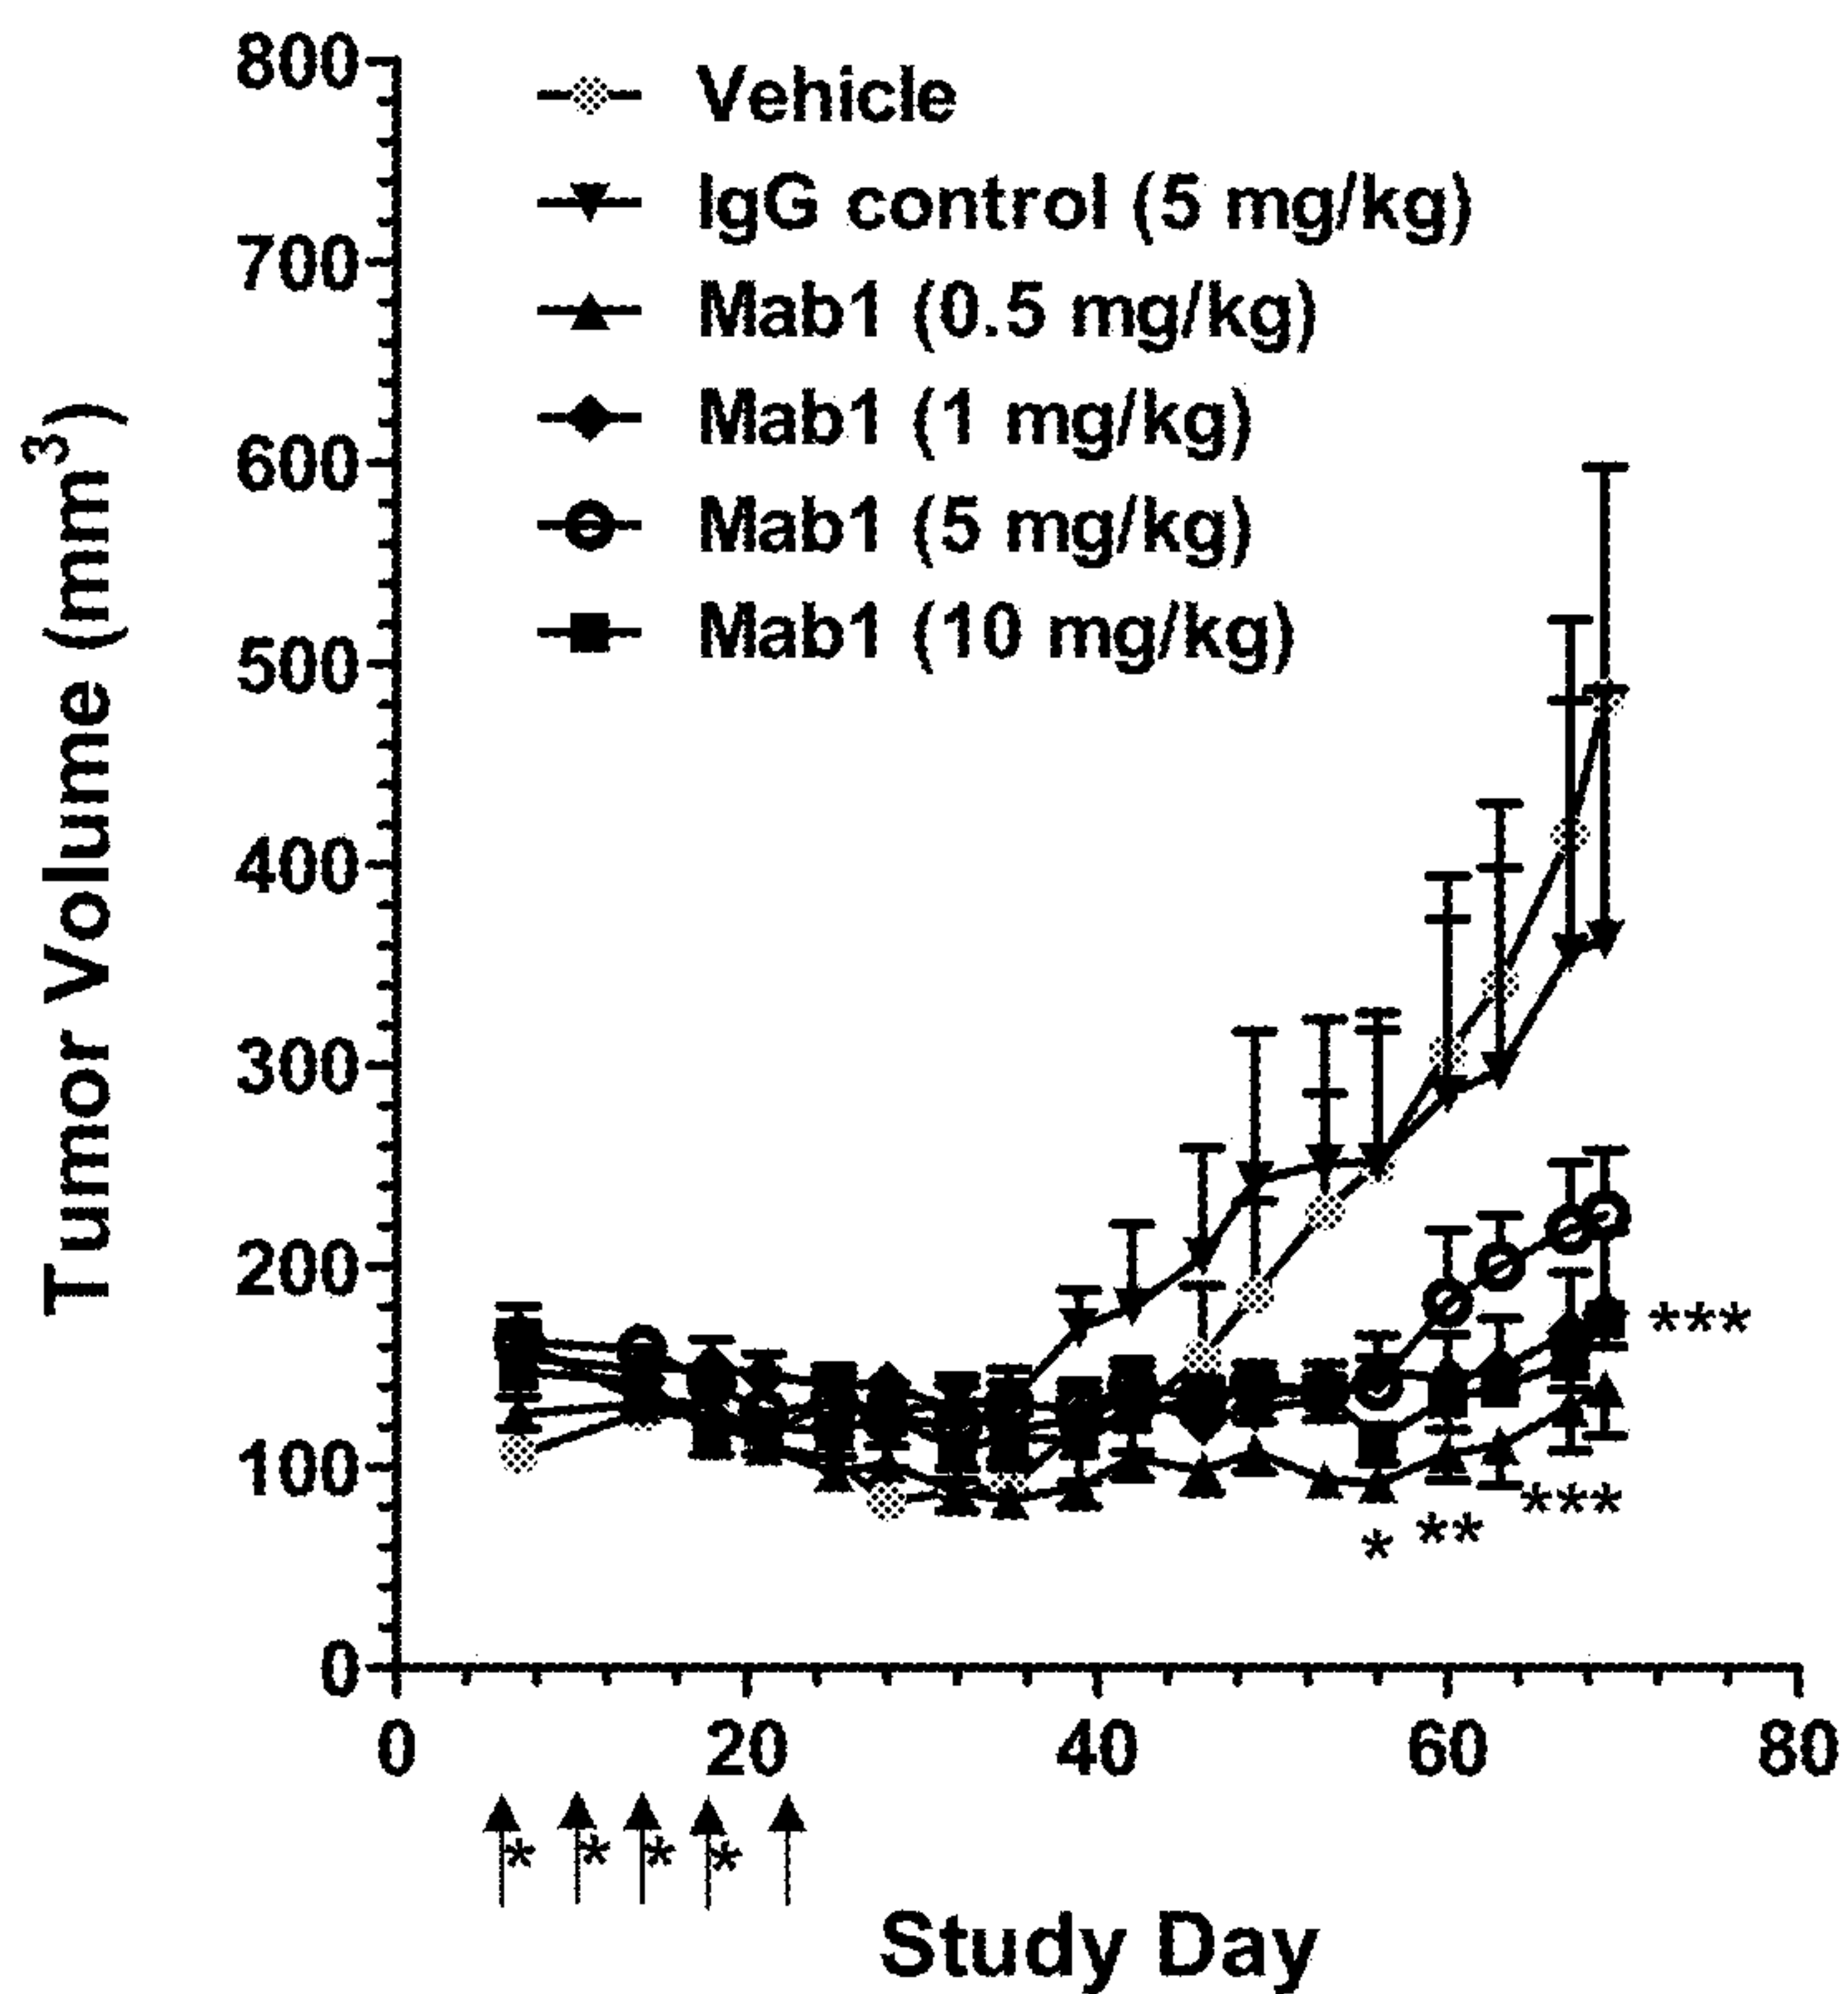 Tumor Volume (mm³)
800
700
600
500
400
300
200
100
0
Vehicle
IgG control (5 mg/kg)
Mab1 (0.5 mg/kg)
Mab1 (1 mg/kg)
Mab1 (5 mg/kg)
Mab1 (10 mg/kg)
***
***
* **
0 20 40 60 80
* * * *
Study Day